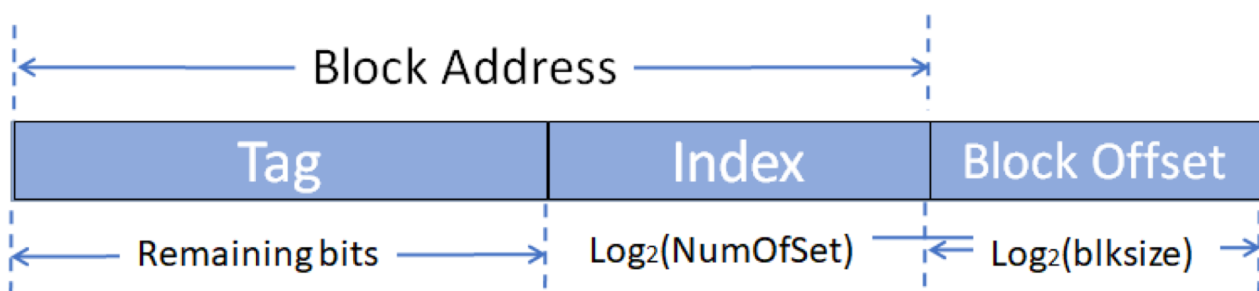 Block Address
Tag Index Block Offset
Remaining bits Log2(NumOfSet) Log2(blksize)